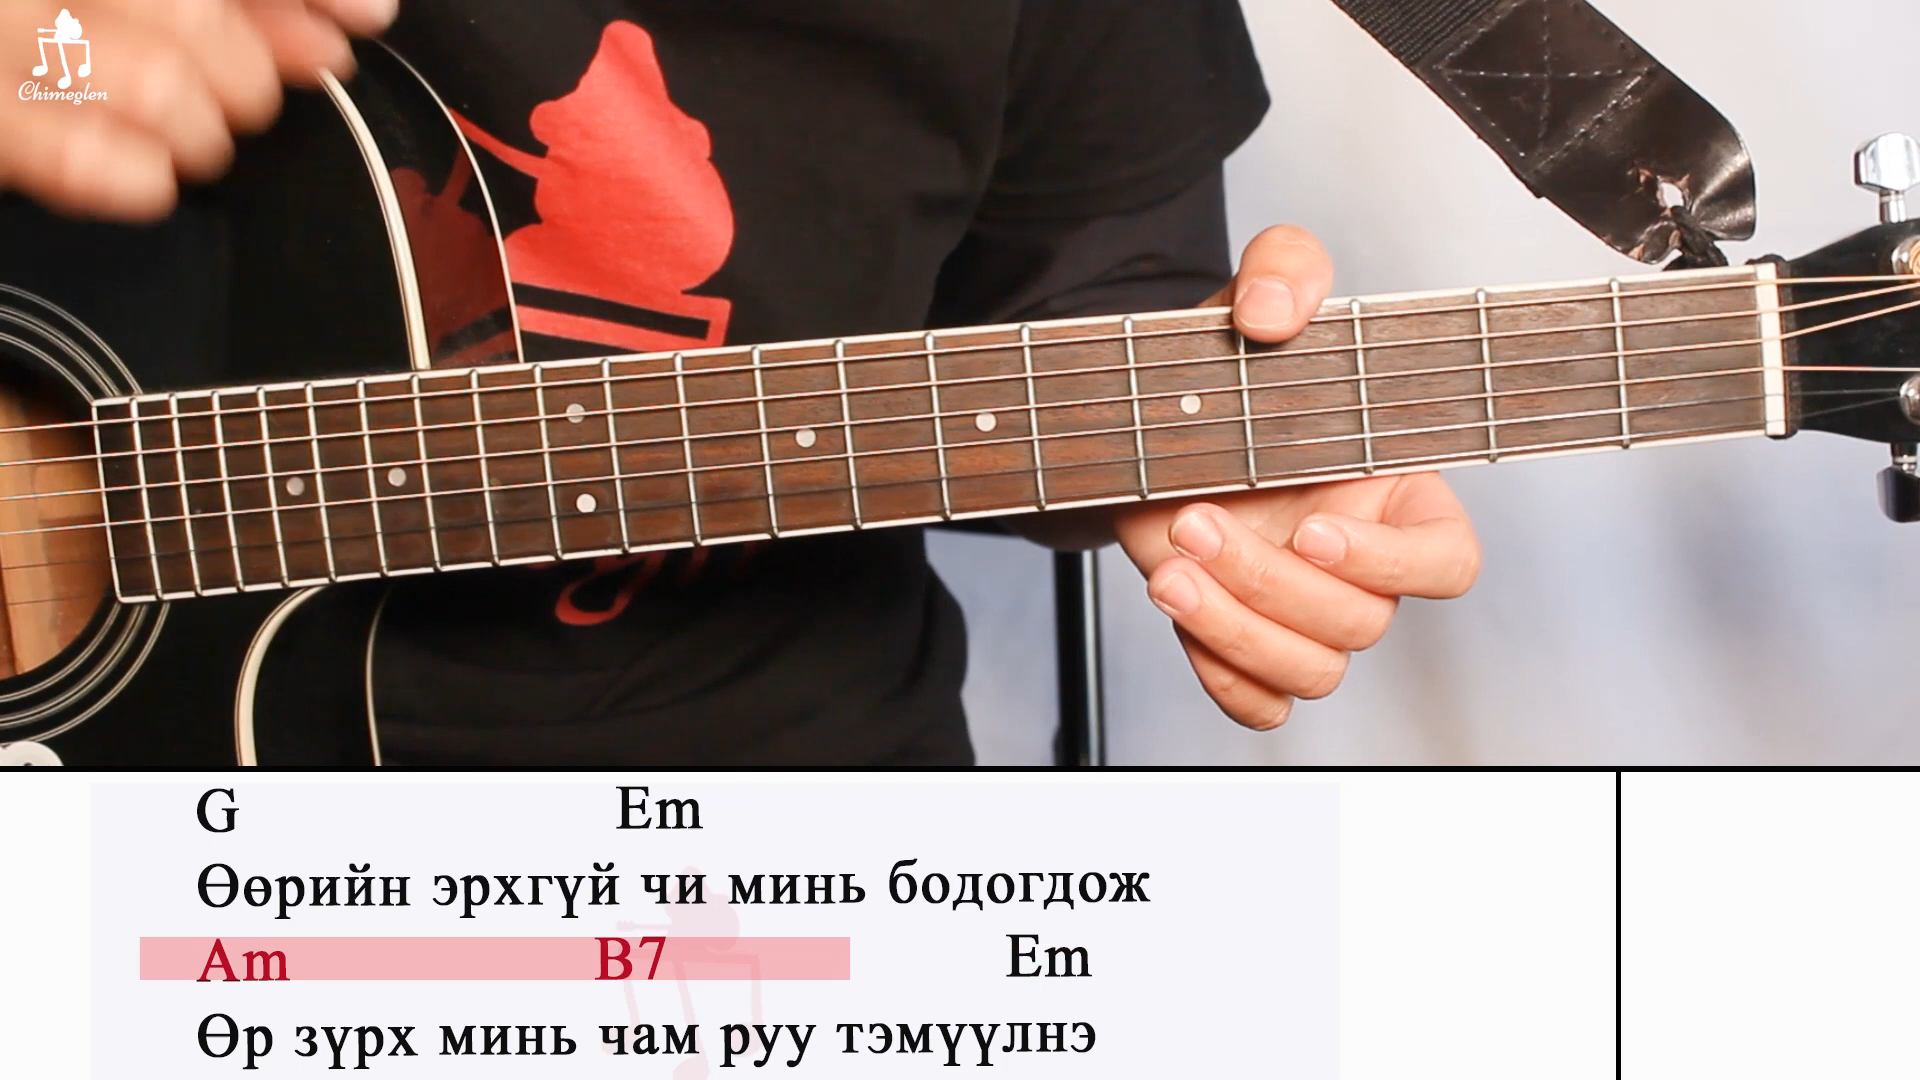 Chimeglen
G Em
Өөрийн эрхгүй чи минь бодогдож
Am B7 Em
Өр зүрх минь чам руу тэмүүлнэ